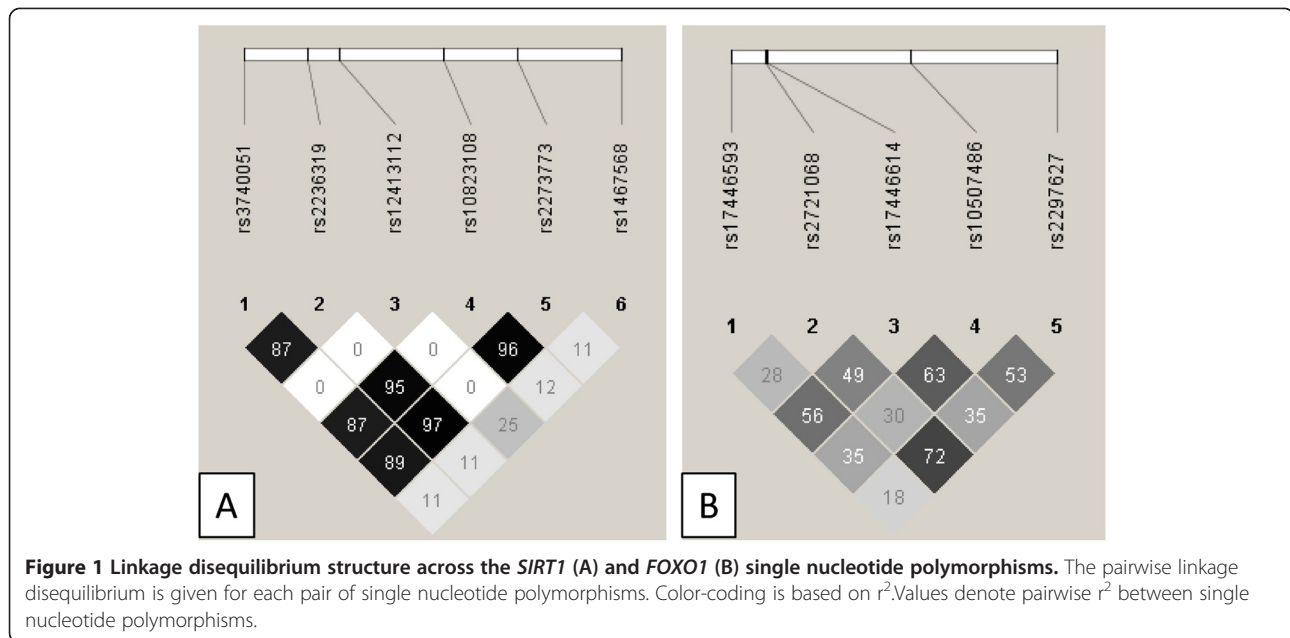 rs3740051
rs2236319
rs12413112
rs10823108
rs2273773
rs1467568
1 2 3 4 5 6
87 0 0 96 11
0 95 0 12
87 97 25
89 11
11
A
rs17446593
rs2721068
rs17446614
rs10507486
rs2297627
1 2 3 4 5
28 49 63 53
56 30 35
35 72
18
B
Figure 1 Linkage disequilibrium structure across the SIRT1 (A) and FOXO1 (B) single nucleotide polymorphisms. The pairwise linkage
disequilibrium is given for each pair of single nucleotide polymorphisms. Color-coding is based on r².Values denote pairwise r² between single
nucleotide polymorphisms.